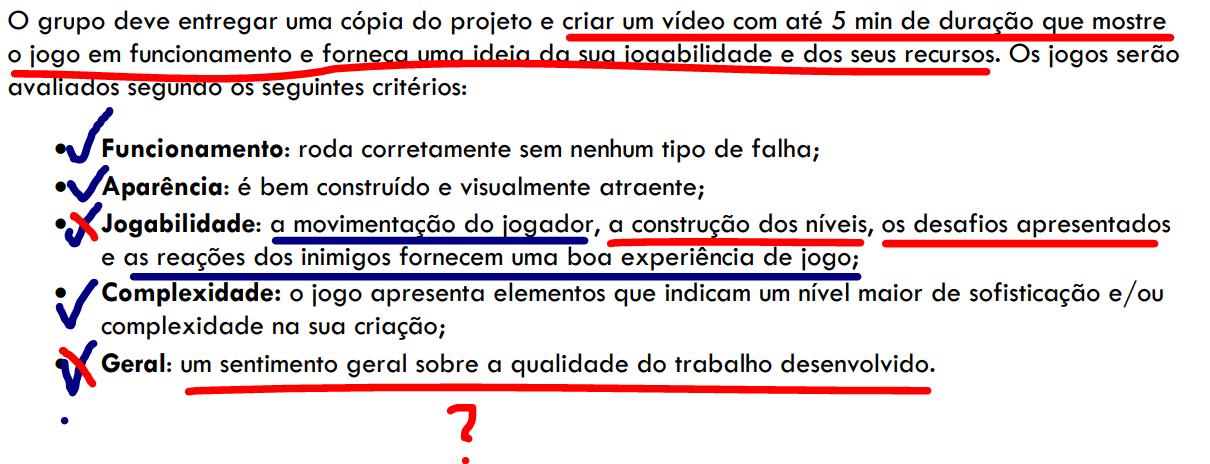 O grupo deve entregar uma cópia do projeto e criar um vídeo com até 5 min de duração que mostre
o jogo em funcionamento e forneça uma ideia da sua jogabilidade e dos seus recursos. Os jogos serão
avaliados segundo os seguintes critérios:
• Funcionamento: roda corretamente sem nenhum tipo de falha;
• Aparência: é bem construído e visualmente atraente;
• Jogabilidade: a movimentação do jogador, a construção dos níveis, os desafios apresentados
e as reações dos inimigos fornecem uma boa experiência de jogo;
• Complexidade: o jogo apresenta elementos que indicam um nível maior de sofisticação e/ou
complexidade na sua criação;
• Geral: um sentimento geral sobre a qualidade do trabalho desenvolvido.
?